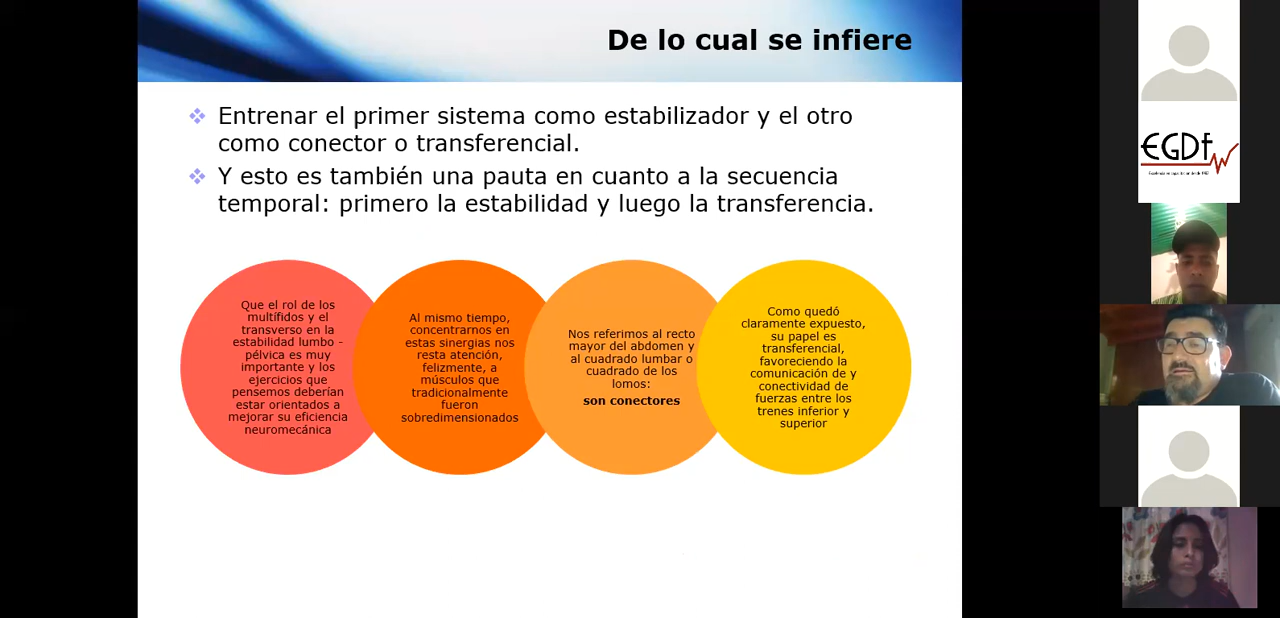 De lo cual se infiere
Entrenar el primer sistema como estabilizador y el otro
como conector o transferencial.
Y esto es también una pauta en cuanto a la secuencia
temporal: primero la estabilidad y luego la transferencia.
Que el rol de los
multífidos y el
transverso en la
estabilidad lumbo -
pélvica es muy
importante y los
ejercicios que
pensemos deberían
estar orientados a
mejorar su eficiencia
neuromecánica
Al mismo tiempo,
concentrarnos en
estas sinergias nos
resta atención,
felizmente, a
músculos que
tradicionalmente
fueron
sobredimensionados
Nos referimos al recto
mayor del abdomen y
al cuadrado lumbar o
cuadrado de los
lomos:
son conectores
Como quedó
claramente expuesto,
su papel es
transferencial,
favoreciendo la
comunicación de y
conectividad de
fuerzas entre los
trenes inferior y
superior
EGDf